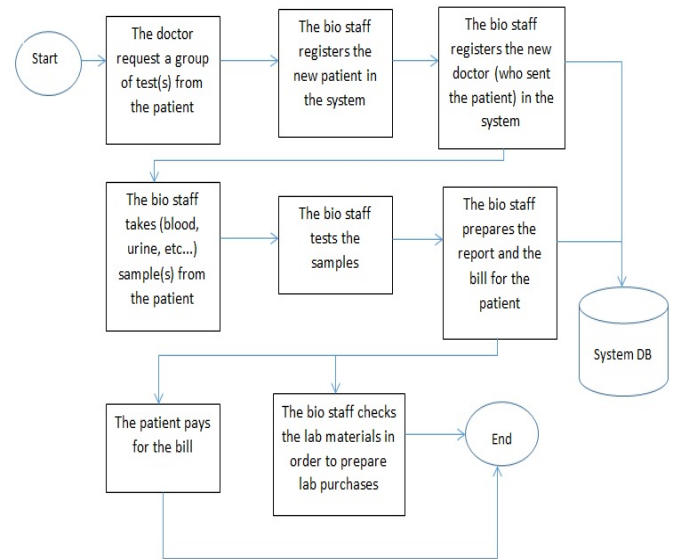 Start
The doctor
request a group
of test(s) from
the patient
The bio staff
registers the
new patient in
the system
The bio staff
registers the new
doctor (who sent
the patient) in the
system
The bio staff
takes (blood,
urine, etc...)
sample(s) from
the patient
The bio staff
tests the
samples
The bio staff
prepares the
report and the
bill for the
patient
System DB
The patient pays
for the bill
The bio staff checks
the lab materials in
order to prepare
lab purchases
End